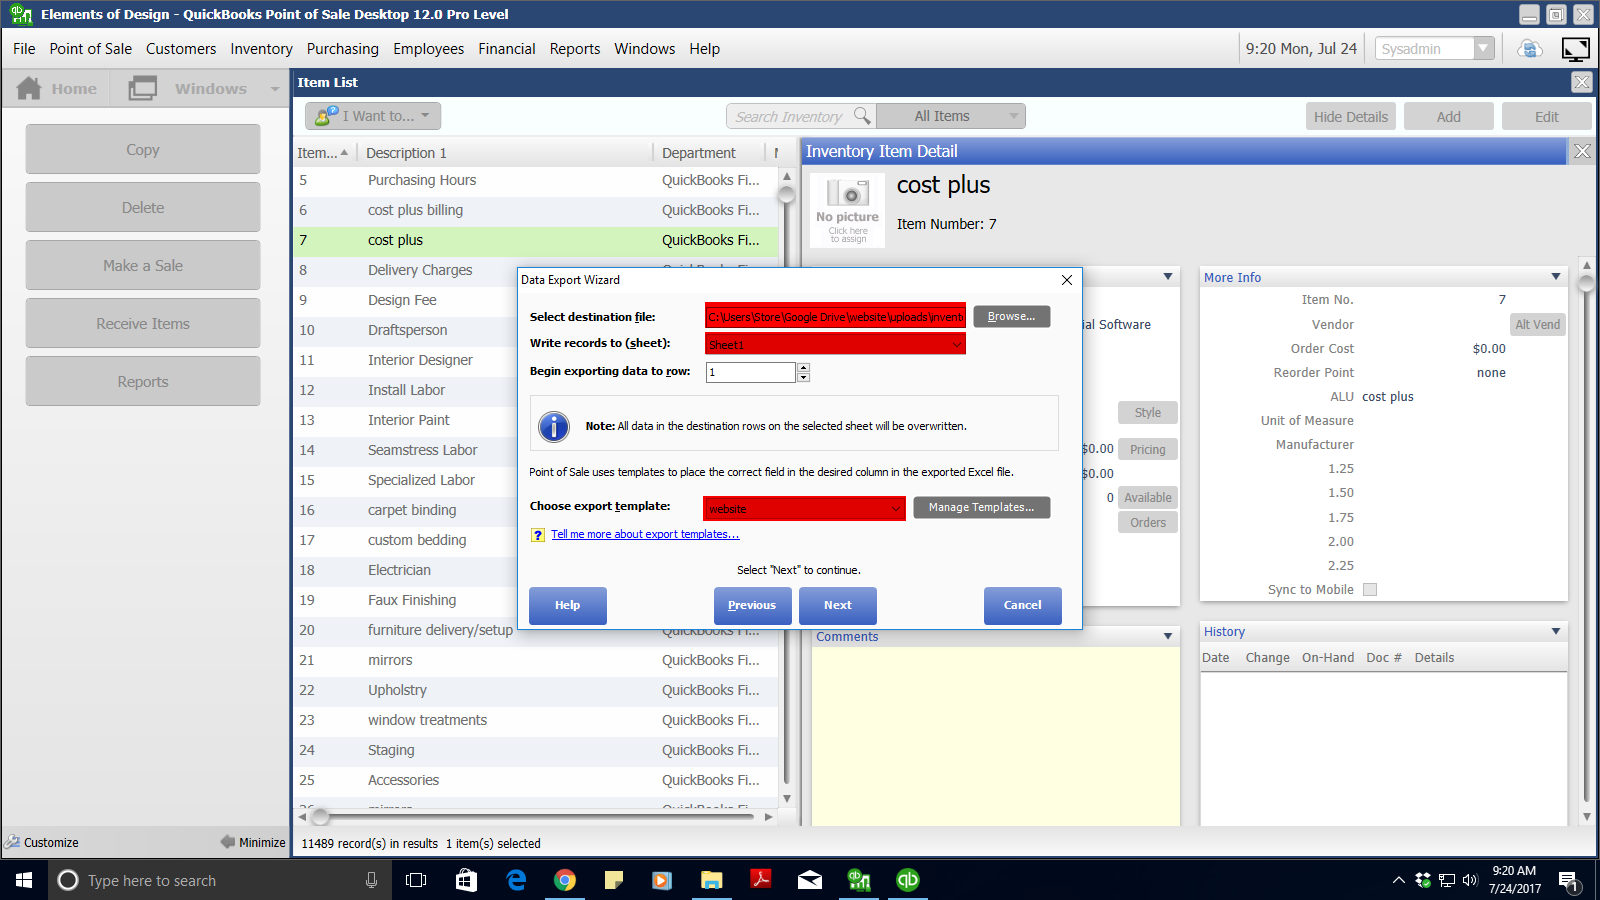 Elements of Design - QuickBooks Point of Sale Desktop 12.0 Pro Level
File Point of Sale Customers Inventory Purchasing Employees Financial Reports Windows Help
9:20 Mon, Jul 24
Sysadmin
Home
Windows
Copy
Delete
Make a Sale
Receive Items
Reports
Customize
Minimize
Item List
I Want to...
Search Inventory
All Items
Hide Details
Add
Edit
Item... Description 1 Department
5 Purchasing Hours QuickBooks Fi...
6 cost plus billing QuickBooks Fi...
7 cost plus QuickBooks Fi...
8 Delivery Charges
9 Design Fee
10 Draftsperson
11 Interior Designer
12 Install Labor
13 Interior Paint
14 Seamstress Labor
15 Specialized Labor
16 carpet binding
17 custom bedding
18 Electrician
19 Faux Finishing
20 furniture delivery/setup QuickBooks Fi...
21 mirrors QuickBooks Fi...
22 Upholstry QuickBooks Fi...
23 window treatments QuickBooks Fi...
24 Staging QuickBooks Fi...
25 Accessories QuickBooks Fi...
26 mirrors QuickBooks Fi...
11489 record(s) in results 1 item(s) selected
Inventory Item Detail
No picture
Click here
to assign
cost plus
Item Number: 7
ial Software
Style
$0.00 Pricing
$0.00
0 Available
Orders
Comments
More Info
Item No. 7
Vendor
Alt Vend
Order Cost $0.00
Reorder Point none
ALU cost plus
Unit of Measure
Manufacturer
1.25
1.50
1.75
2.00
2.25
Sync to Mobile
History
Date Change On-Hand Doc # Details
Data Export Wizard
Select destination file: C:\Users\Store\Google Drive\website\uploads\invent Browse...
Write records to (sheet): Sheet1
Begin exporting data to row: 1
Note: All data in the destination rows on the selected sheet will be overwritten.
Point of Sale uses templates to place the correct field in the desired column in the exported Excel file.
Choose export template: website Manage Templates...
? Tell me more about export templates...
Select "Next" to continue.
Help
Previous
Next
Cancel
Type here to search
9:20 AM
7/24/2017
1